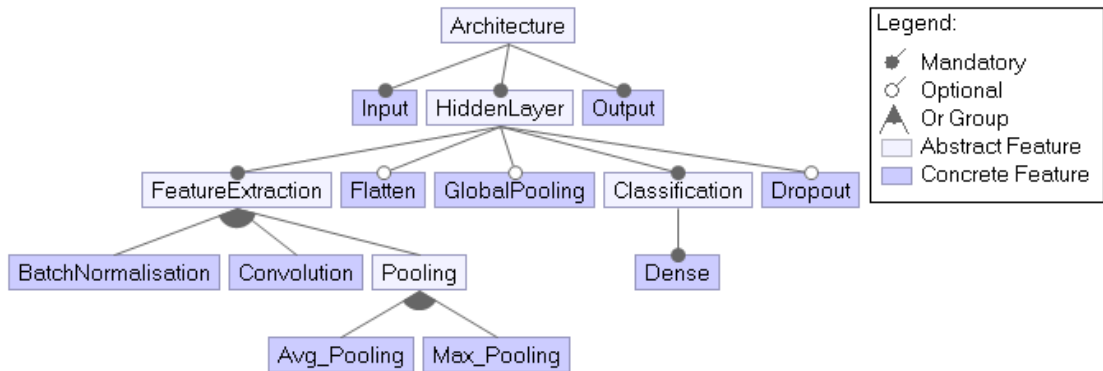 Architecture
Legend:
Mandatory
Optional
Or Group
Abstract Feature
Concrete Feature
Input
HiddenLayer
Output
FeatureExtraction
Flatten
GlobalPooling
Classification
Dropout
BatchNormalisation
Convolution
Pooling
Dense
Avg_Pooling
Max_Pooling